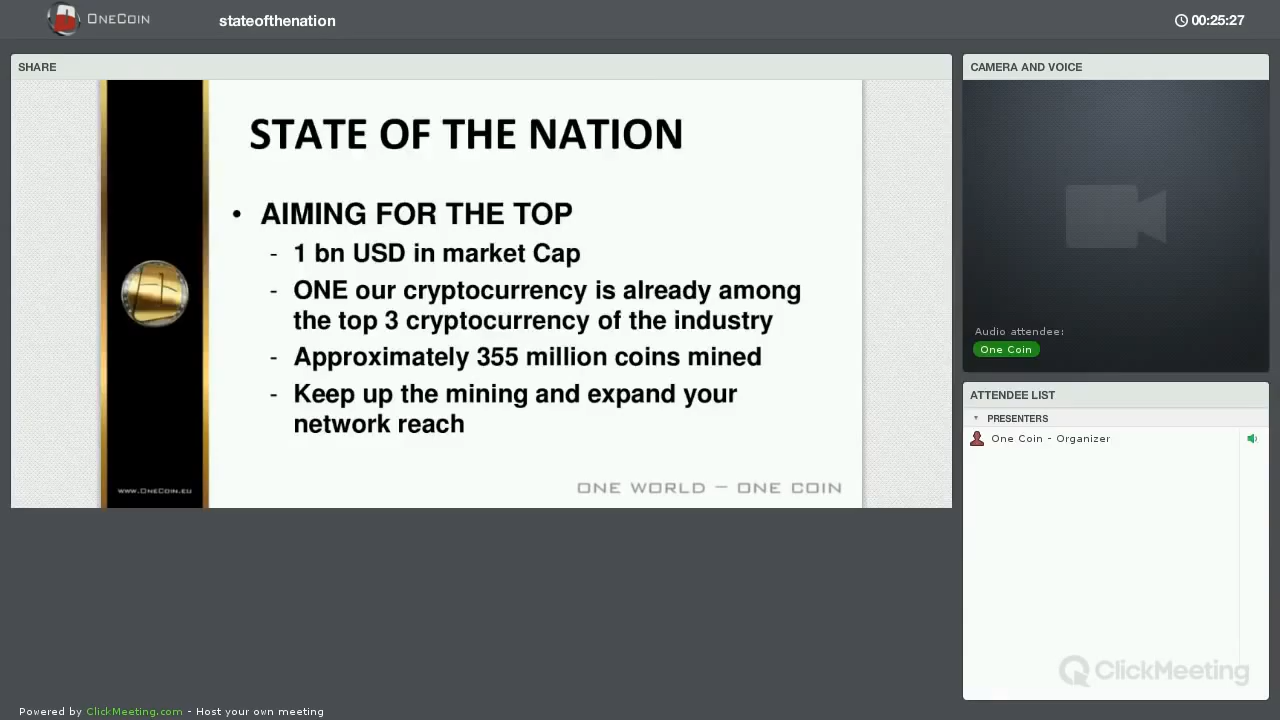 ONECOIN
stateofthenation
00:25:27
SHARE
STATE OF THE NATION
• AIMING FOR THE TOP
- 1 bn USD in market Cap
- ONE our cryptocurrency is already among
the top 3 cryptocurrency of the industry
- Approximately 355 million coins mined
- Keep up the mining and expand your
network reach
WWW.ONECOIN.EU
ONE WORLD – ONE COIN
CAMERA AND VOICE
Audio attendee:
One Coin
ATTENDEE LIST
PRESENTERS
One Coin - Organizer
ClickMeeting
Powered by ClickMeeting.com - Host your own meeting